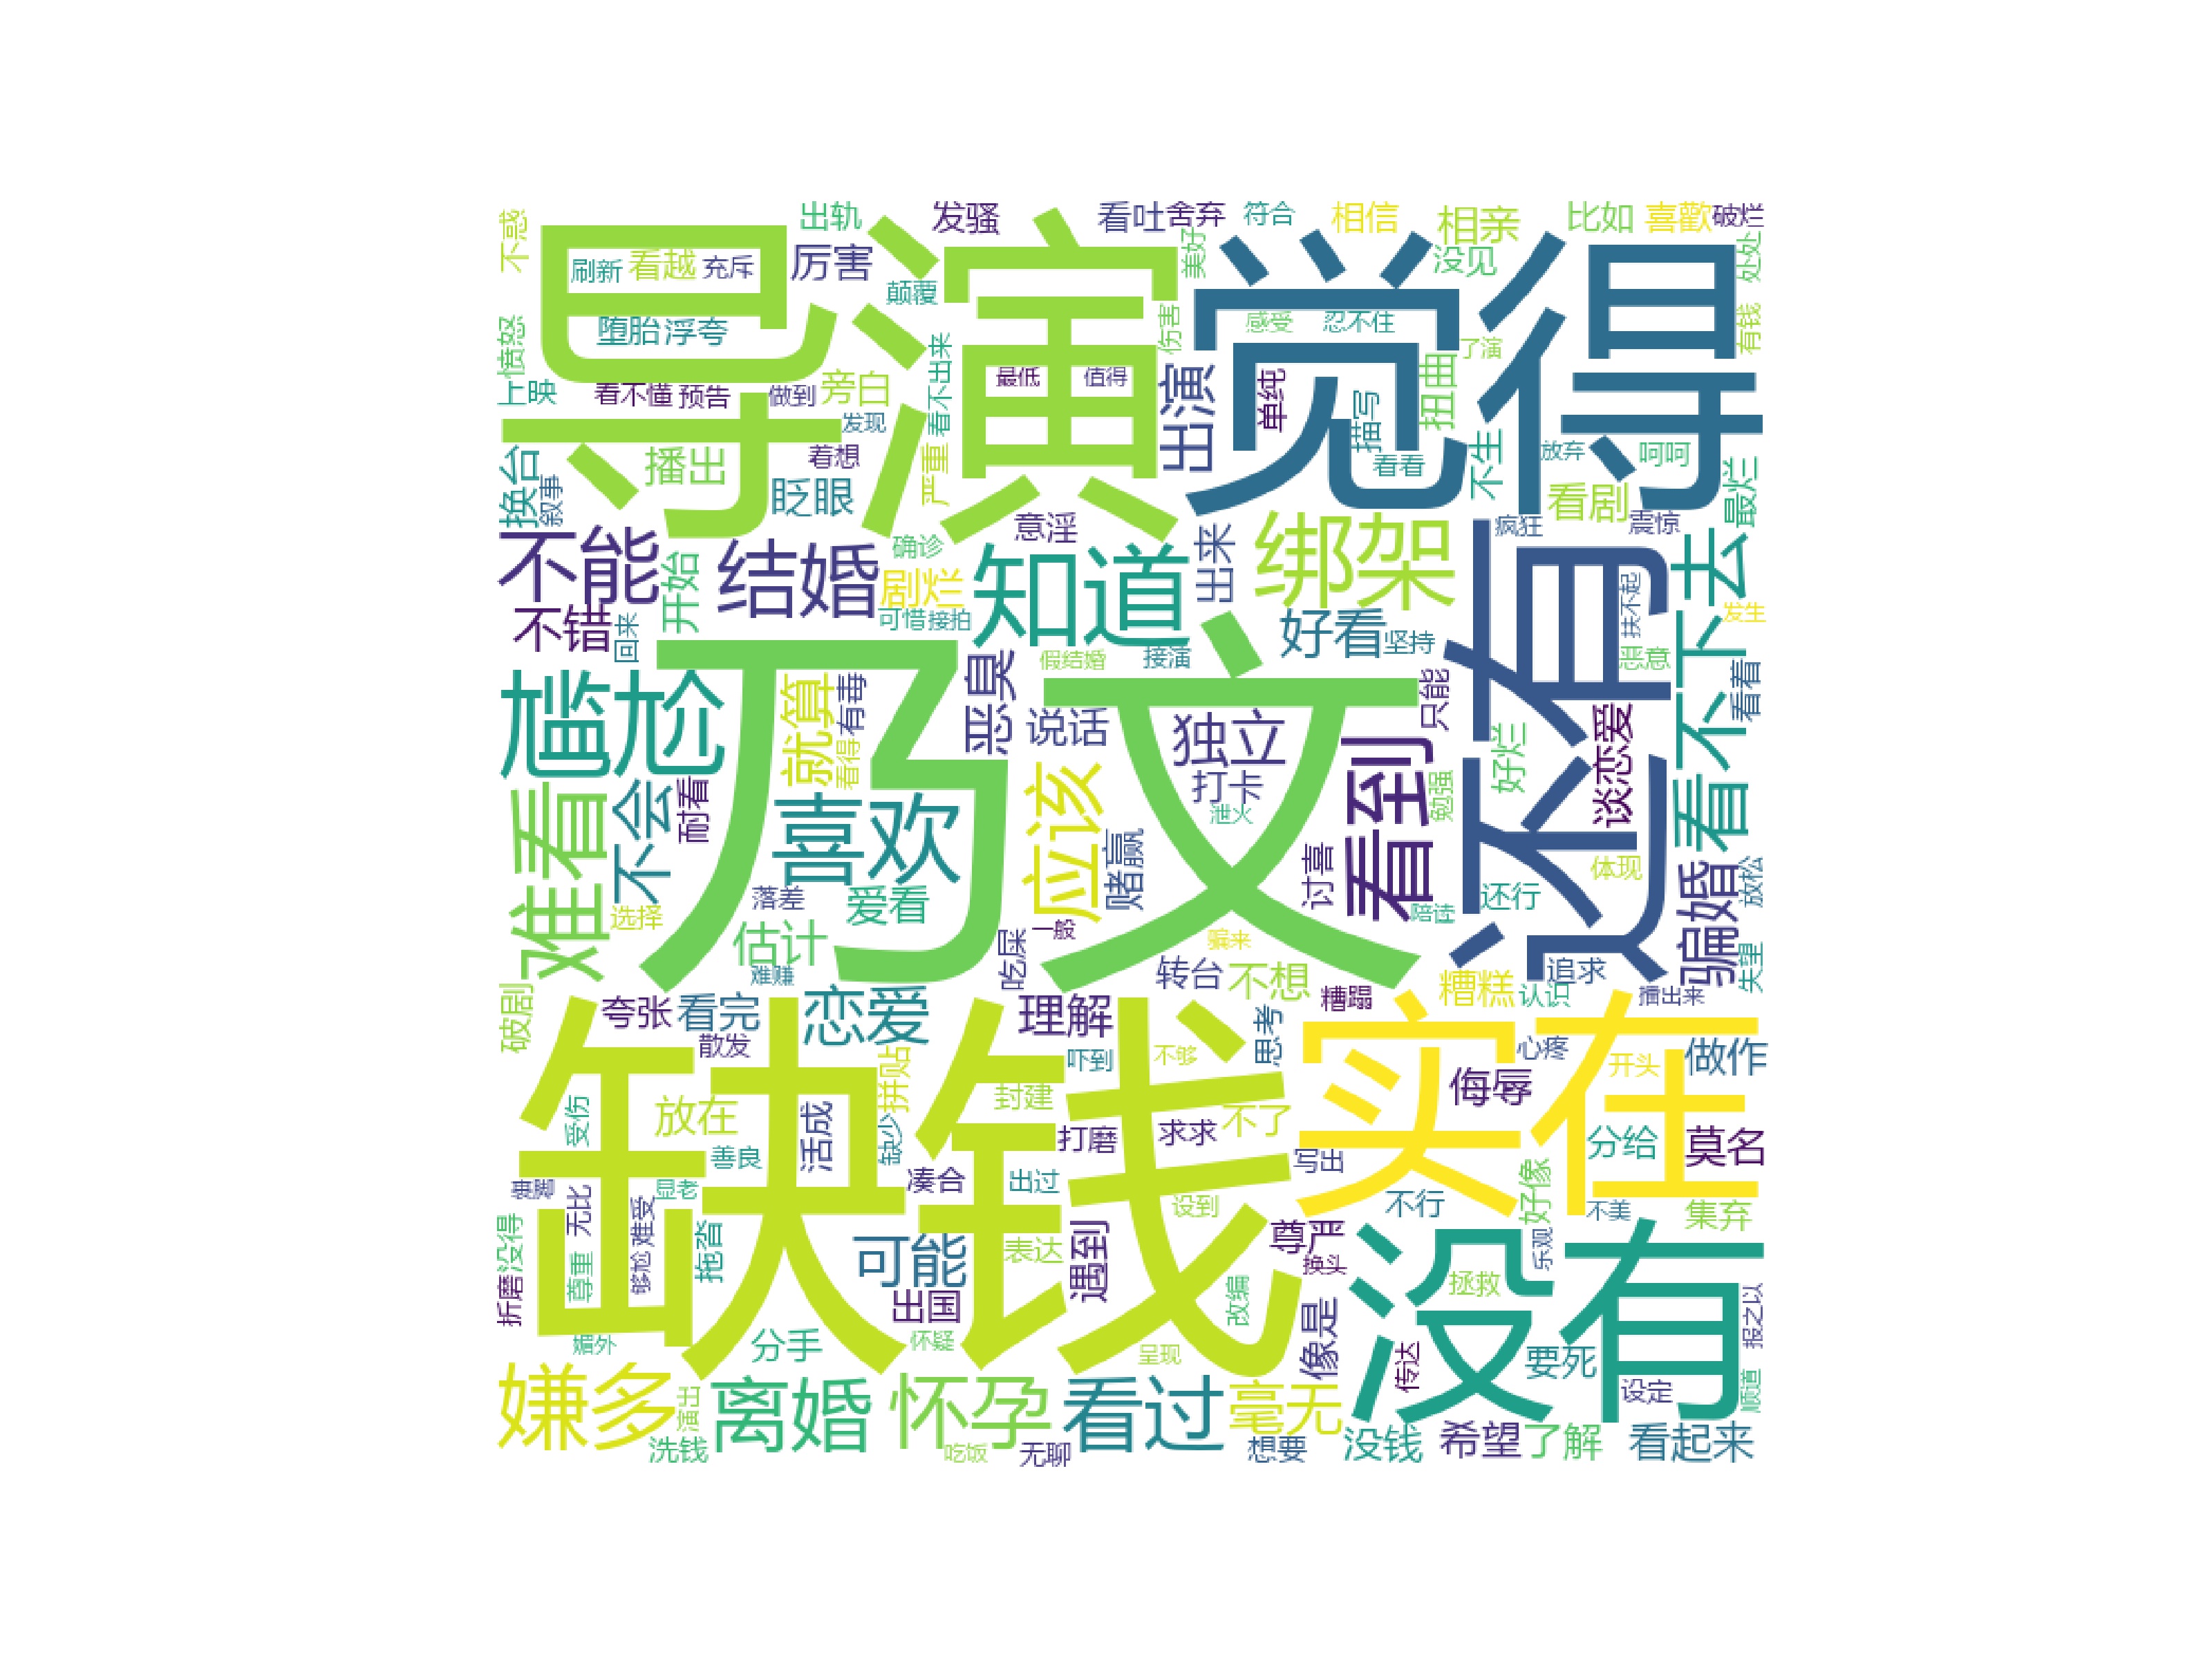 不惑
出轨
发骚
看吐
舍弃
符合
相信
相亲
比如
喜歡
破烂
导演
觉得
刷新
看越
充斥
厉害
颠覆
美好
没见
处处
愤怒
堕胎
浮夸
看不出来
伤害
感受
忍不住
了演
有钱
上映
看不懂
预告
做到
旁白
最低
值得
出演
单纯
描写
扭曲
发现
换台
叙事
播出
着想
严重
眨眼
看看
不生
放弃
呵呵
看剧
最烂
不能
结婚
意淫
确诊
知道
出来
绑架
疯狂
震惊
还有
看不下去
不错
开始
回来
剧烂
可惜
接拍
好看
坚持
扶不起
发生
尴尬
乃文
假结婚
接演
恶意
看着
就算
有毒
恶臭
说话
独立
只能
看到
好烂
谈恋爱
难看
不会
耐看
看得
喜欢
应该
打卡
泄火
勉强
赌赢
讨喜
体现
骗婚
放松
选择
落差
爱看
估计
一般
陪睡
还行
难赚
吃屎
骗来
转台
不想
糟蹋
糟糕
认识
追求
播出来
失望
破剧
夸张
看完
恋爱
理解
思考
实在
散发
缺钱
吓到
不够
心疼
开头
做作
受伤
放在
活成
拼贴
缺少
封建
打磨
求求
不了
侮辱
分给
莫名
善良
写出
显老
凑合
出过
设到
不行
好像
不美
集弃
没得
无比
难受
够尬
拖沓
可能
表达
遇到
尊严
换头
没有
乐观
拯救
折磨
尊重
出国
改编
像是
报之以
媚外
分手
怀疑
呈现
传达
要死
设定
顺道
嫌多
演丑
离婚
怀孕
看过
毫无
洗钱
吃饭
无聊
想要
没钱
希望
了解
看起来